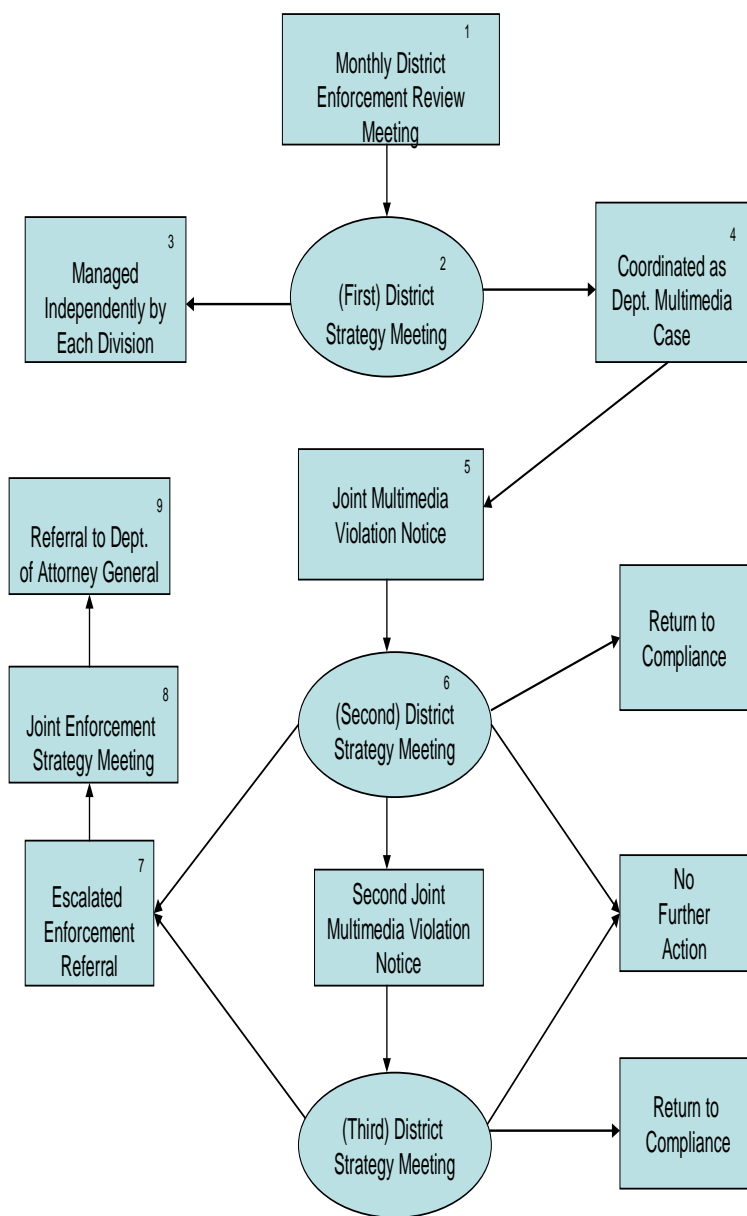 1
Monthly District
Enforcement Review
Meeting
3
Managed
Independently by
Each Division
2
(First) District
Strategy Meeting
4
Coordinated as
Dept. Multimedia
Case
5
Joint Multimedia
Violation Notice
9
Referral to Dept.
of Attorney General
Return to
Compliance
6
(Second) District
Strategy Meeting
8
Joint Enforcement
Strategy Meeting
7
Escalated
Enforcement
Referral
Second Joint
Multimedia Violation
Notice
No
Further
Action
(Third) District
Strategy Meeting
Return to
Compliance